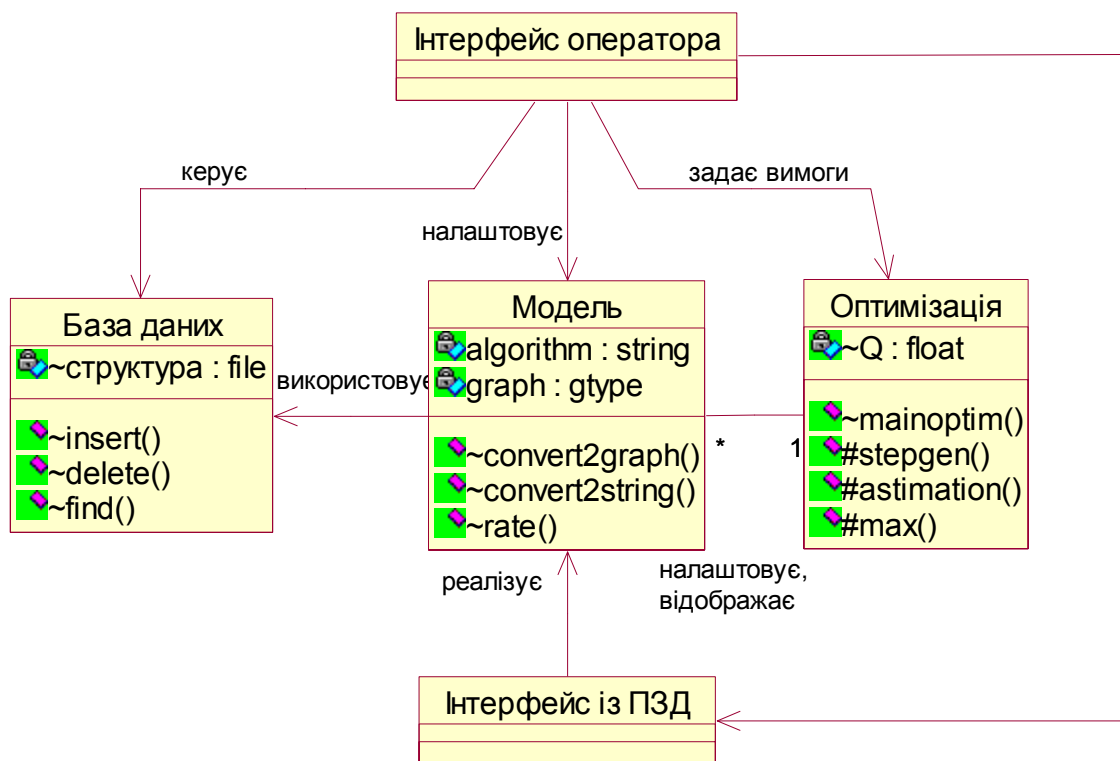 Інтерфейс оператора
керує
задає вимоги
налаштовує
База даних
~структура : file
~insert()
~delete()
~find()
використовує
Модель
algorithm : string
graph : gtype
~convert2graph()
~convert2string()
~rate()
* 1
Оптимізація
~Q : float
~mainoptim()
#stepgen()
#astimation()
#max()
реалізує
налаштовує,
відображає
Інтерфейс із ПЗД